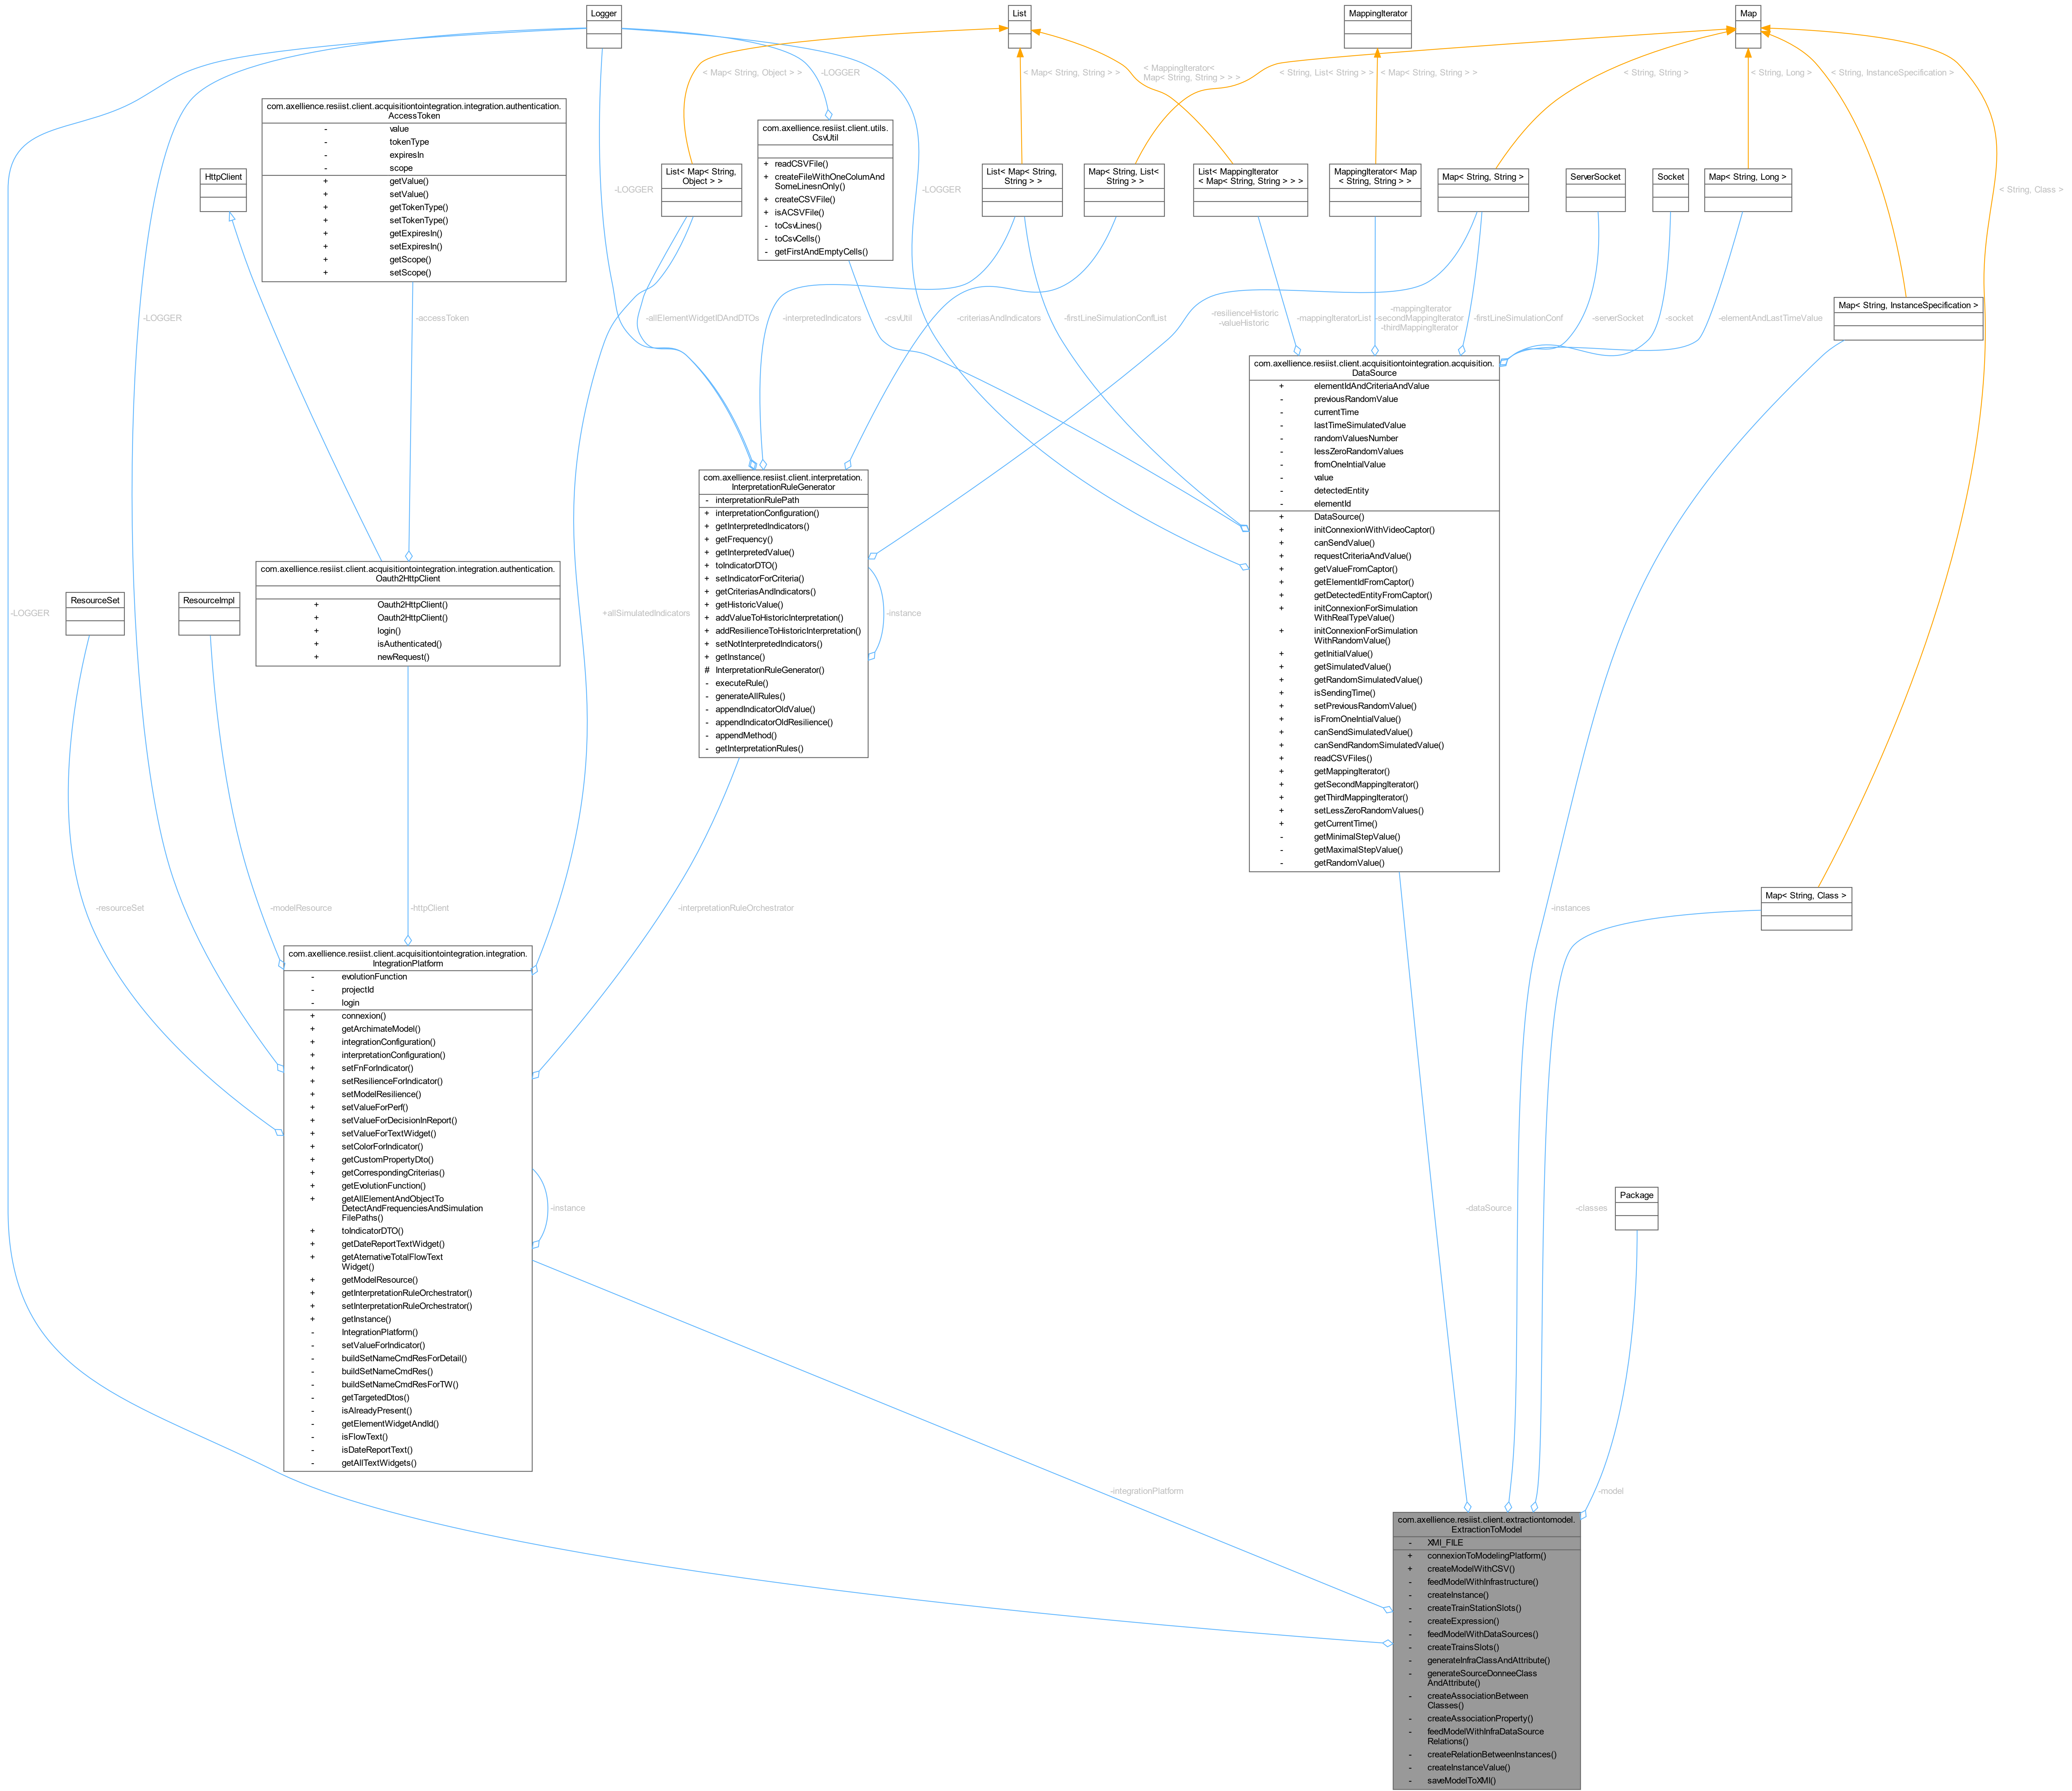 Logger
List
MappingIterator
Map
< Map< String, Object > >
-LOGGER
< Map< String, String > >
< MappingIterator<
Map< String, String > > >
< String, List< String > >
< Map< String, String > >
< String, String >
< String, Long >
< String, InstanceSpecification >
com.axellience.resiist.client.acquisitiontointegration.integration.authentication.
AccessToken
- value
- tokenType
- expiresIn
- scope
+ getValue()
+ setValue()
+ getTokenType()
+ setTokenType()
+ getExpiresIn()
+ setExpiresIn()
+ getScope()
+ setScope()
com.axellience.resiist.client.utils.
CsvUtil
+ readCSVFile()
+ createFileWithOneColumAnd
SomeLinesnOnly()
+ createCSVFile()
+ isACSVFile()
- toCsvLines()
- toCsvCells()
- getFirstAndEmptyCells()
HttpClient
-LOGGER
List< Map< String,
Object > >
-LOGGER
List< Map< String,
String > >
Map< String, List<
String > >
List< MappingIterator
< Map< String, String > > >
MappingIterator< Map
< String, String > >
Map< String, String >
ServerSocket
Socket
Map< String, Long >
< String, Class >
Map< String, InstanceSpecification >
-LOGGER
-accessToken
-allElementWidgetIDAndDTOs
-interpretedIndicators
-csvUtil
-criteriasAndIndicators
-firstLineSimulationConfList
-resilienceHistoric
-valueHistoric
-mappingIteratorList
-mappingIterator
-secondMappingIterator
-thirdMappingIterator
-firstLineSimulationConf
-serverSocket
-socket
-elementAndLastTimeValue
com.axellience.resiist.client.acquisitiontointegration.acquisition.
DataSource
+ elementIdAndCriteriaAndValue
- previousRandomValue
- currentTime
- lastTimeSimulatedValue
- randomValuesNumber
- lessZeroRandomValues
- fromOneIntialValue
- value
- detectedEntity
- elementId
+ DataSource()
+ initConnexionWithVideoCaptor()
+ canSendValue()
+ requestCriteriaAndValue()
+ getValueFromCaptor()
+ getElementIdFromCaptor()
+ getDetectedEntityFromCaptor()
+ initConnexionForSimulation
WithRealTypeValue()
+ initConnexionForSimulation
WithRandomValue()
+ getInitialValue()
+ getSimulatedValue()
+ getRandomSimulatedValue()
+ isSendingTime()
+ setPreviousRandomValue()
+ isFromOneIntialValue()
+ canSendSimulatedValue()
+ canSendRandomSimulatedValue()
+ readCSVFiles()
+ getMappingIterator()
+ getSecondMappingIterator()
+ getThirdMappingIterator()
+ setLessZeroRandomValues()
+ getCurrentTime()
- getMinimalStepValue()
- getMaximalStepValue()
- getRandomValue()
com.axellience.resiist.client.interpretation.
InterpretationRuleGenerator
- interpretationRulePath
+ interpretationConfiguration()
+ getInterpretedIndicators()
+ getFrequency()
+ getInterpretedValue()
+ toIndicatorDTO()
+ setIndicatorForCriteria()
+ getCriteriasAndIndicators()
+ getHistoricValue()
+ addValueToHistoricInterpretation()
+ addResilienceToHistoricInterpretation()
+ setNotInterpretedIndicators()
+ getInstance()
# InterpretationRuleGenerator()
- executeRule()
- generateAllRules()
- appendIndicatorOldValue()
- appendIndicatorOldResilience()
- appendMethod()
- getInterpretationRules()
-instance
com.axellience.resiist.client.acquisitiontointegration.integration.authentication.
Oauth2HttpClient
+ Oauth2HttpClient()
+ Oauth2HttpClient()
+ login()
+ isAuthenticated()
+ newRequest()
-LOGGER
ResourceSet
ResourceImpl
+allSimulatedIndicators
Map< String, Class >
-resourceSet
-modelResource
-httpClient
-interpretationRuleOrchestrator
-instances
com.axellience.resiist.client.acquisitiontointegration.integration.
IntegrationPlatform
- evolutionFunction
- projectId
- login
+ connexion()
+ getArchimateModel()
+ integrationConfiguration()
+ interpretationConfiguration()
+ setFnForIndicator()
+ setResilienceForIndicator()
+ setModelResilience()
+ setValueForPerf()
+ setValueForDecisionInReport()
+ setValueForTextWidget()
+ setColorForIndicator()
+ getCustomPropertyDto()
+ getCorrespondingCriterias()
+ getEvolutionFunction()
+ getAllElementAndObjectTo
DetectAndFrequenciesAndSimulation
FilePaths()
+ toIndicatorDTO()
+ getDateReportTextWidget()
+ getAternativeTotalFlowText
Widget()
+ getModelResource()
+ getInterpretationRuleOrchestrator()
+ setInterpretationRuleOrchestrator()
+ getInstance()
- IntegrationPlatform()
- setValueForIndicator()
- buildSetNameCmdResForDetail()
- buildSetNameCmdRes()
- buildSetNameCmdResForTW()
- getTargetedDtos()
- isAlreadyPresent()
- getElementWidgetAndId()
- isFlowText()
- isDateReportText()
- getAllTextWidgets()
-instance
-dataSource
-classes
Package
-integrationPlatform
-model
com.axellience.resiist.client.extractiontomodel.
ExtractionToModel
- XMI_FILE
+ connexionToModelingPlatform()
+ createModelWithCSV()
- feedModelWithInfrastructure()
- createInstance()
- createTrainStationSlots()
- createExpression()
- feedModelWithDataSources()
- createTrainsSlots()
- generateInfraClassAndAttribute()
- generateSourceDonneeClass
AndAttribute()
- createAssociationBetween
Classes()
- createAssociationProperty()
- feedModelWithInfraDataSource
Relations()
- createRelationBetweenInstances()
- createInstanceValue()
- saveModelToXMI()